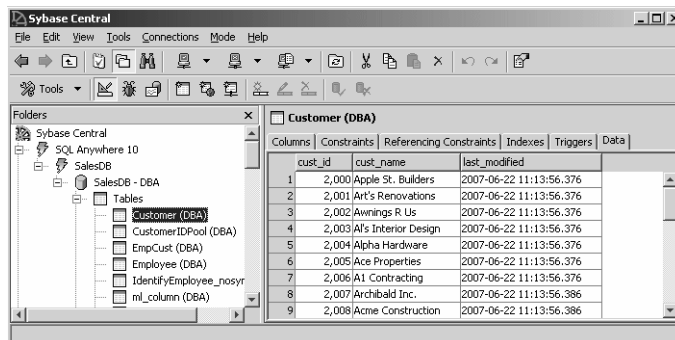 Sybase Central
File Edit View Tools Connections Mode Help
Tools
Folders
Sybase Central
SQL Anywhere 10
SalesDB
SalesDB - DBA
Tables
Customer (DBA)
CustomerIDPool (DBA)
EmpCust (DBA)
Employee (DBA)
IdentifyEmployee_nosyr
ml_column (DBA)
Customer (DBA)
Columns Constraints Referencing Constraints Indexes Triggers Data
cust_id cust_name last_modified
1 2,000 Apple St. Builders 2007-06-22 11:13:56.376
2 2,001 Art's Renovations 2007-06-22 11:13:56.376
3 2,002 Awnings R Us 2007-06-22 11:13:56.376
4 2,003 Al's Interior Design 2007-06-22 11:13:56.376
5 2,004 Alpha Hardware 2007-06-22 11:13:56.376
6 2,005 Ace Properties 2007-06-22 11:13:56.376
7 2,006 A1 Contracting 2007-06-22 11:13:56.376
8 2,007 Archibald Inc. 2007-06-22 11:13:56.386
9 2,008 Acme Construction 2007-06-22 11:13:56.386